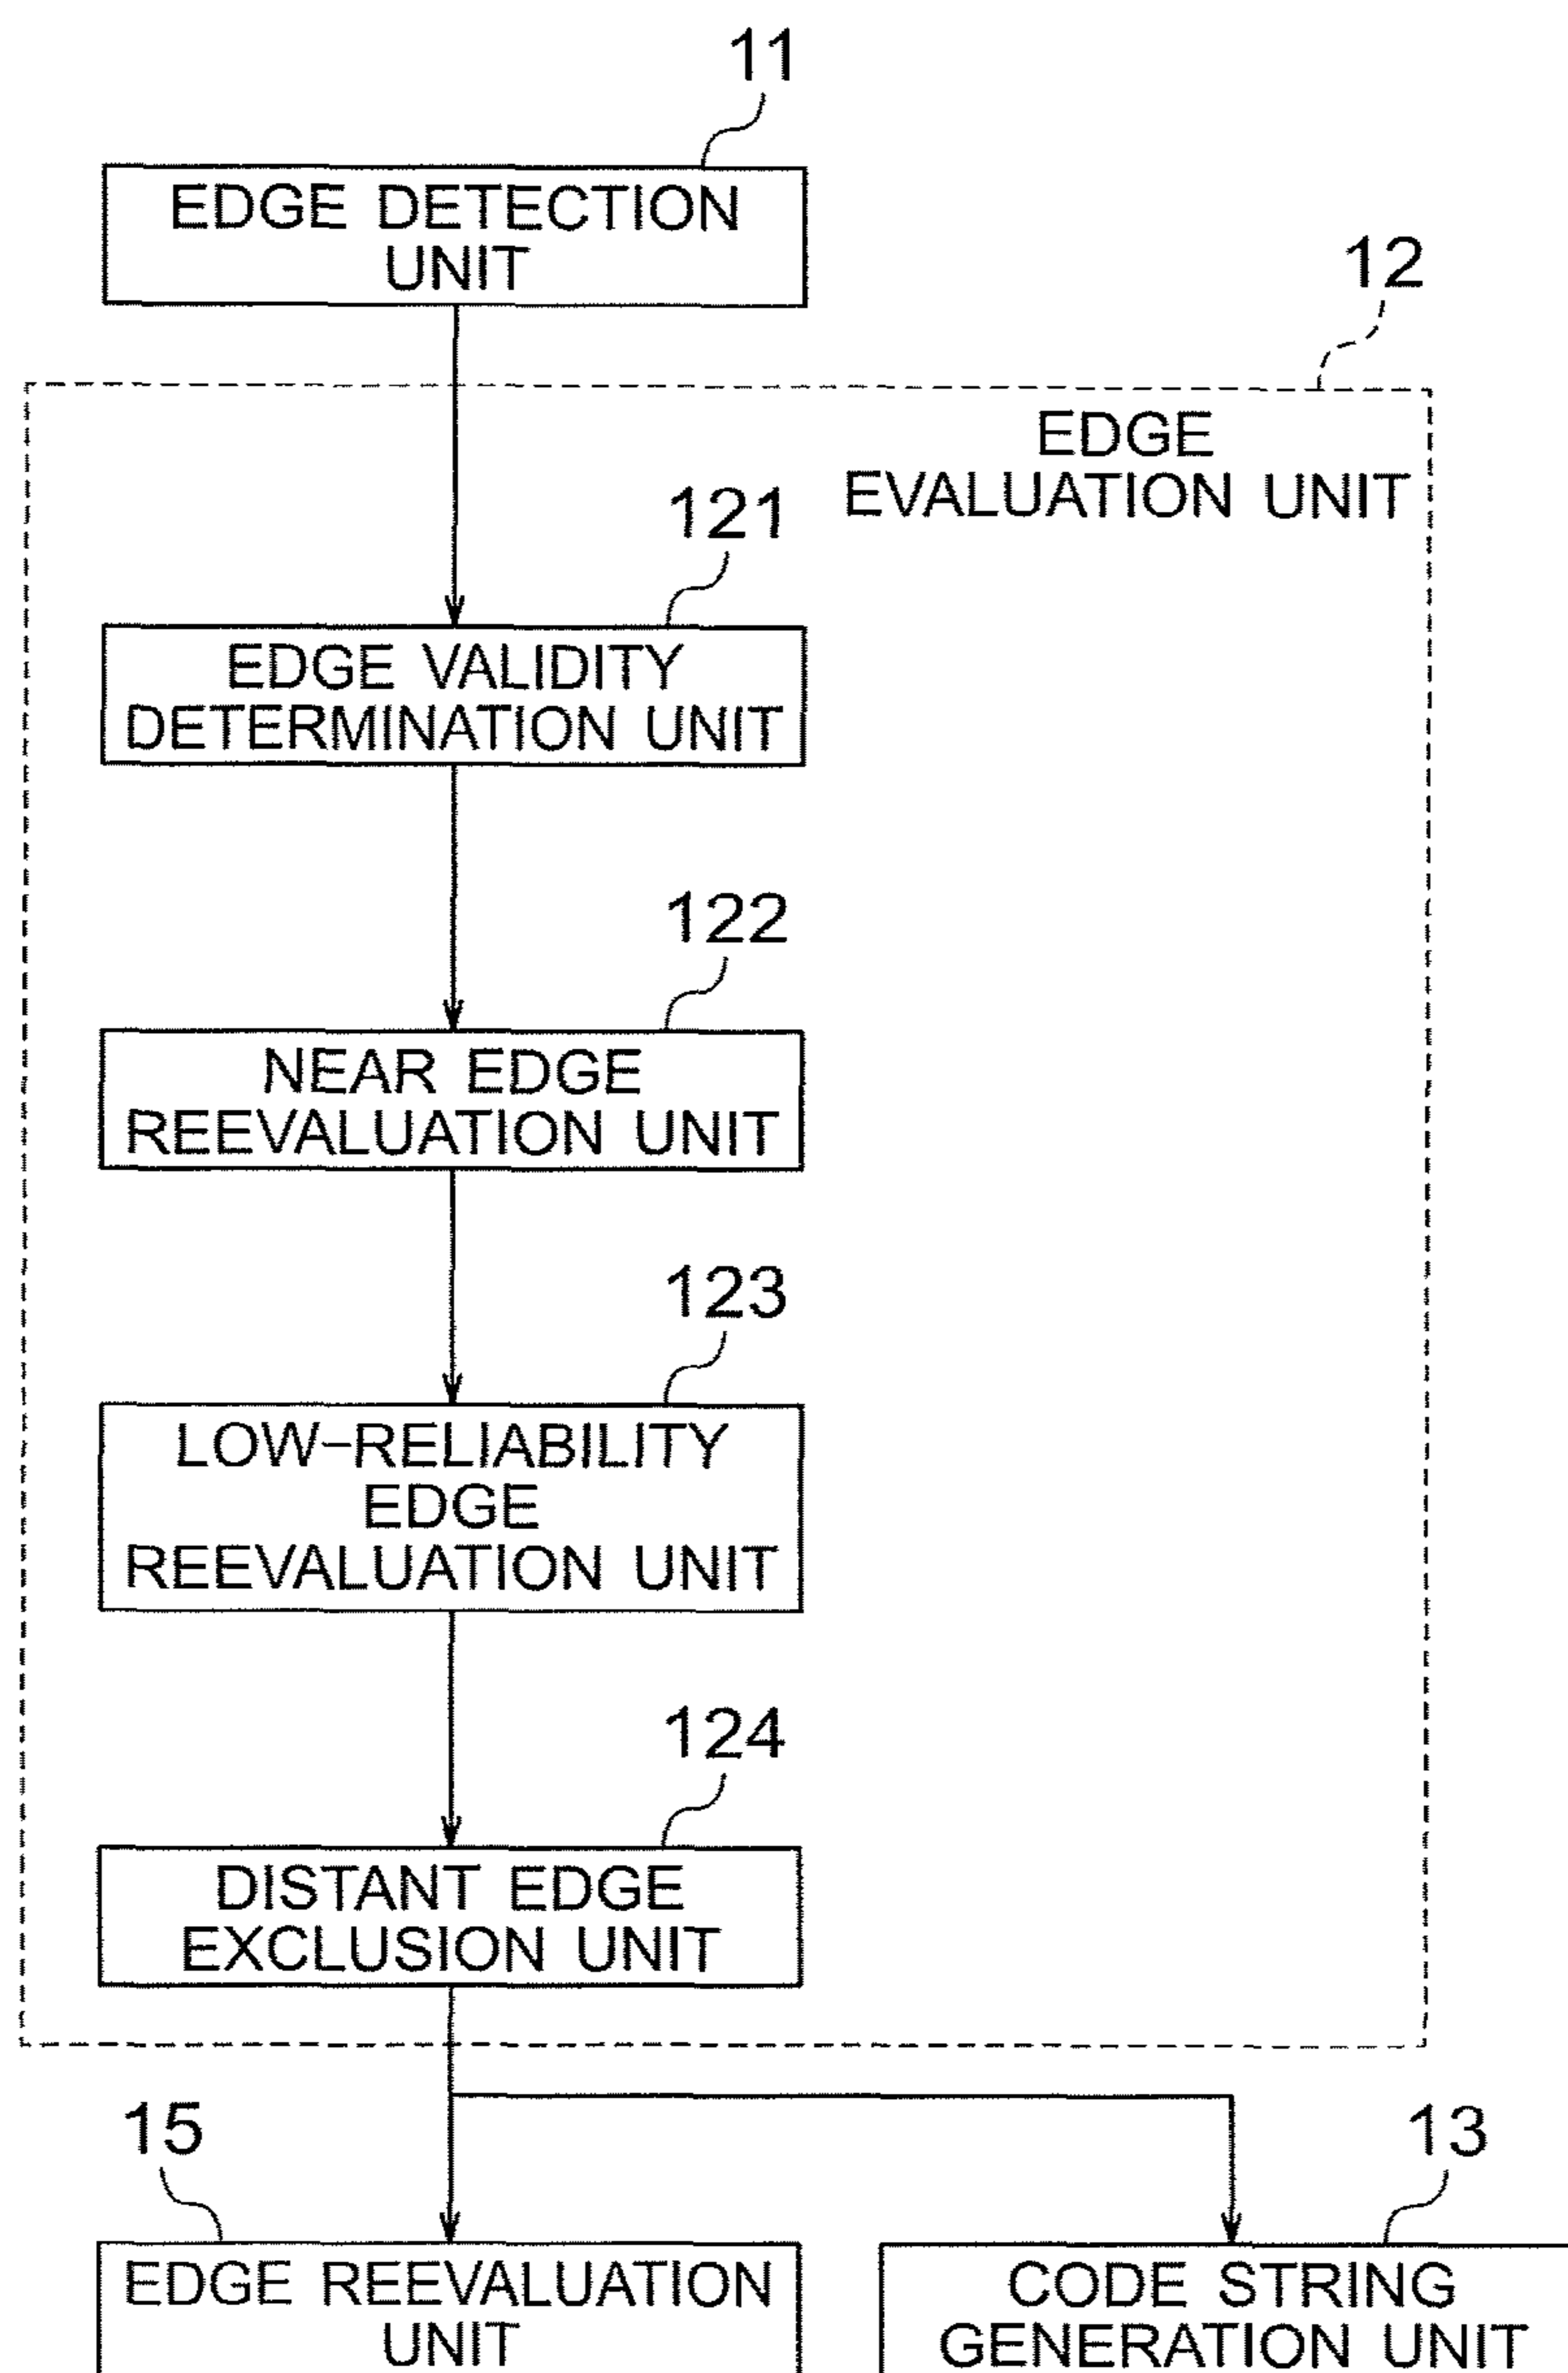 11
EDGE DETECTION
UNIT
12
EDGE
EVALUATION UNIT
121
EDGE VALIDITY
DETERMINATION UNIT
122
NEAR EDGE
REEVALUATION UNIT
123
LOW-RELIABILITY
EDGE
REEVALUATION UNIT
124
DISTANT EDGE
EXCLUSION UNIT
15
EDGE REEVALUATION
UNIT
13
CODE STRING
GENERATION UNIT